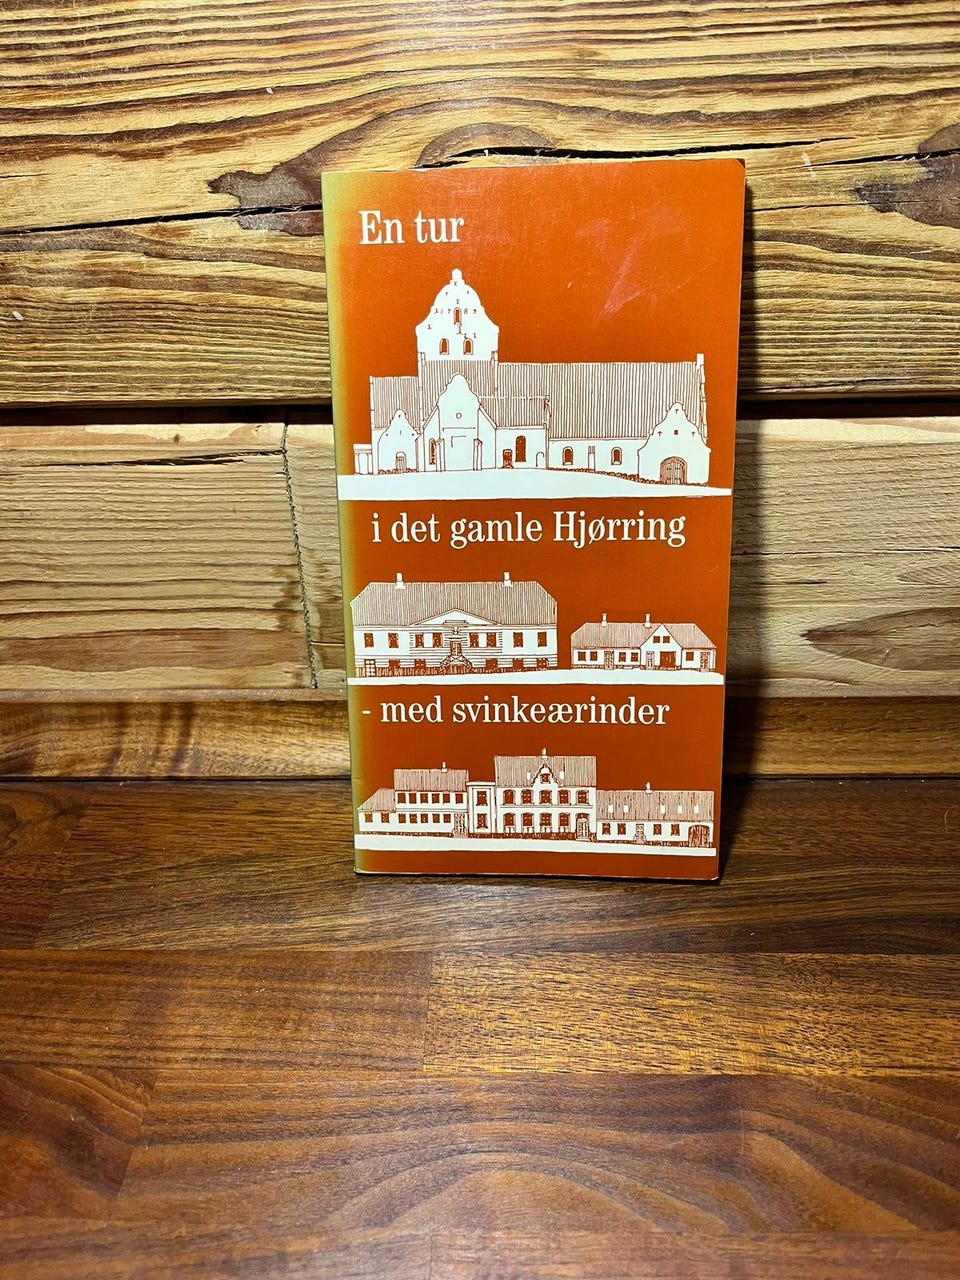 En tur
i det gamle Hjørring
- med svinkeærinder